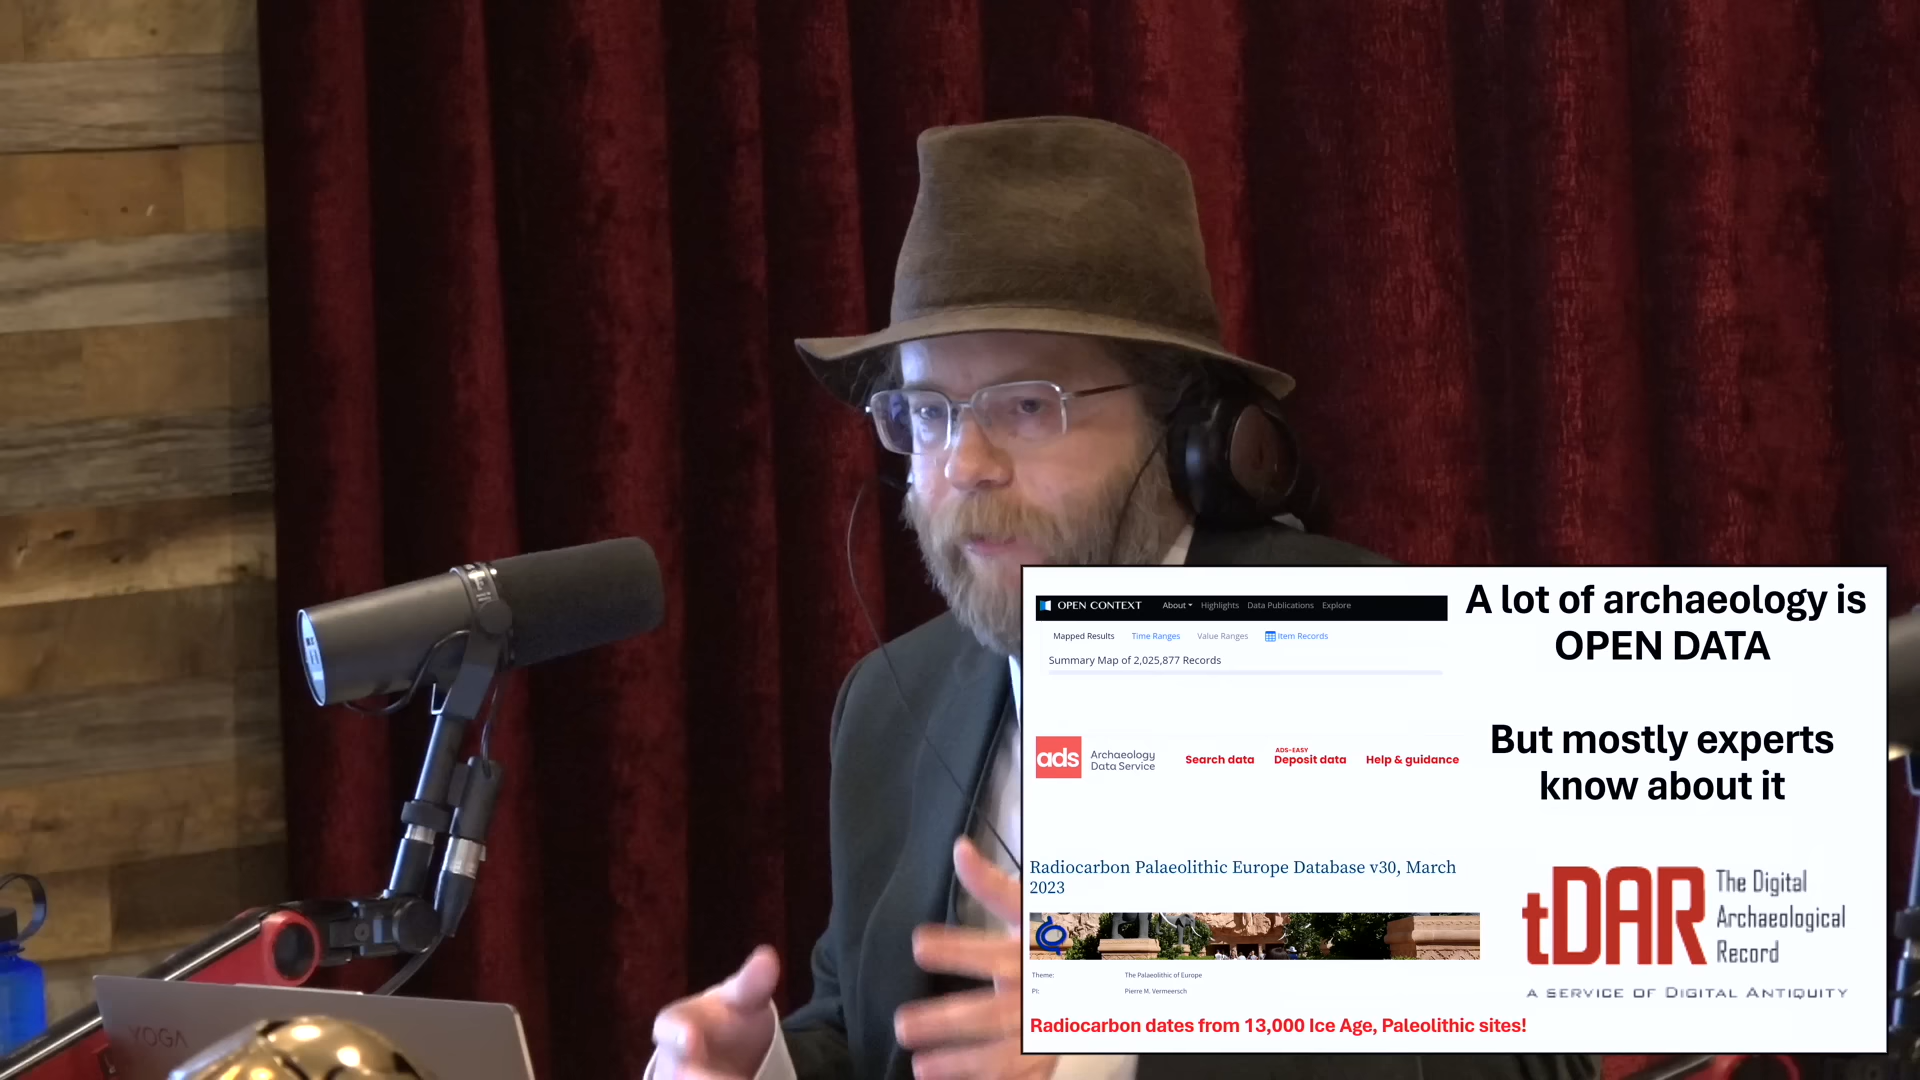 OPEN CONTEXT About Highlights Data Publications Explore
Mapped Results Time Ranges Value Ranges Item Records
Summary Map of 2,025,877 Records
A lot of archaeology is
OPEN DATA
But mostly experts
know about it
ads Archaeology
Data Service
Search data
ADS-EASY
Deposit data
Help & guidance
Radiocarbon Palaeolithic Europe Database v30, March
2023
Theme: The Palaeolithic of Europe
PI: Pierre M. Vermeersch
tDAR The Digital
Archaeological
Record
A SERVICE OF DIGITAL ANTIQUITY
Radiocarbon dates from 13,000 Ice Age, Paleolithic sites!
YOGA